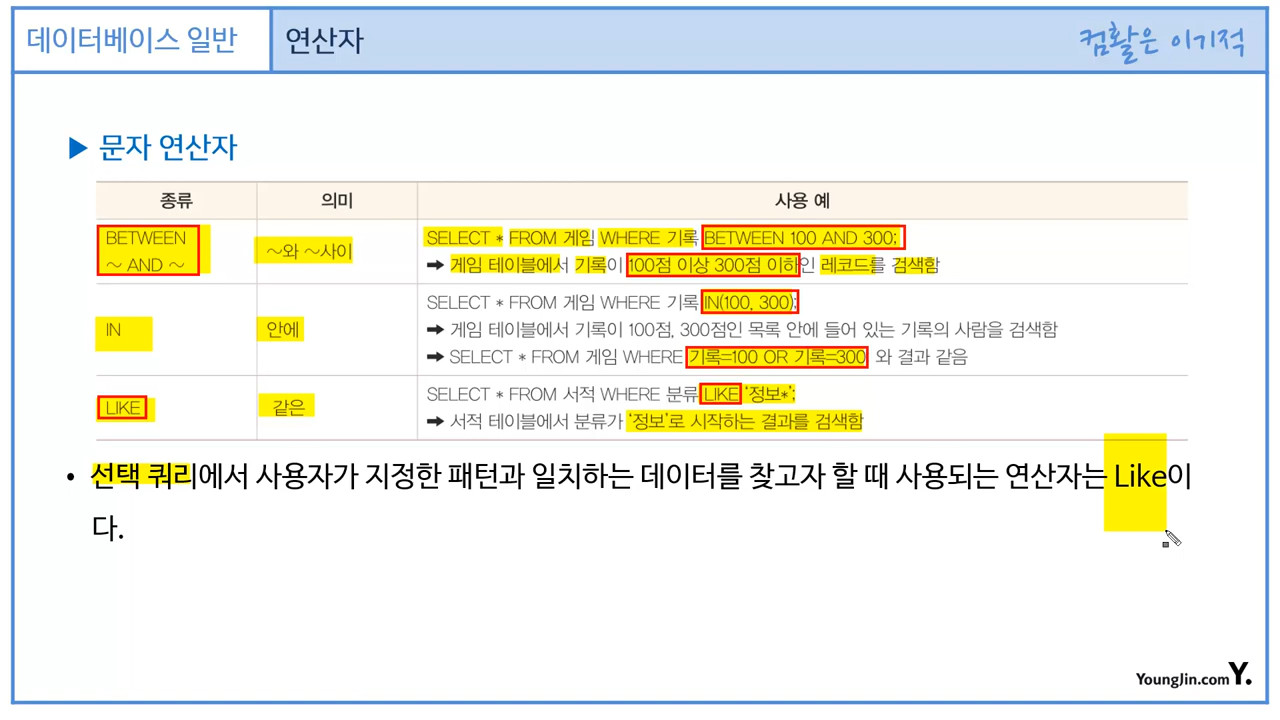 데이터베이스 일반
연산자
컴활은 이기적
▶ 문자 연산자
종류 의미 사용 예
BETWEEN
~ AND ~
~와 ~사이
SELECT * FROM 게임 WHERE 기록 BETWEEN 100 AND 300;
➡ 게임 테이블에서 기록이 100점 이상 300점 이하인 레코드를 검색함
IN
안에
SELECT * FROM 게임 WHERE 기록 IN(100, 300);
➡ 게임 테이블에서 기록이 100점, 300점인 목록 안에 들어 있는 기록의 사람을 검색함
➡ SELECT * FROM 게임 WHERE 기록=100 OR 기록=300 와 결과 같음
LIKE
같은
SELECT * FROM 서적 WHERE 분류 LIKE ‘정보*’;
➡ 서적 테이블에서 분류가 ‘정보’로 시작하는 결과를 검색함
• 선택 쿼리에서 사용자가 지정한 패턴과 일치하는 데이터를 찾고자 할 때 사용되는 연산자는 Like이
다.
YoungJin.com Y.